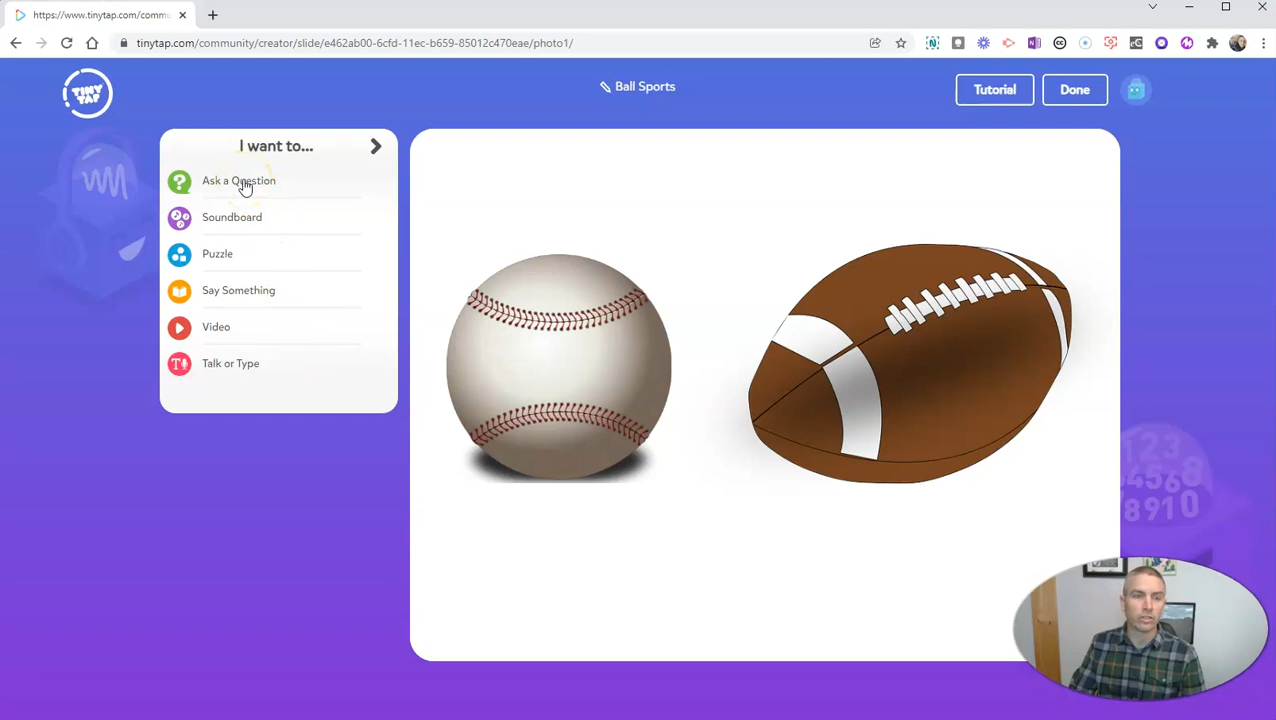 https://www.tinytap.com/comm
tinytap.com/community/creator/slide/e462ab00-6cfd-11ec-b659-85012c470eae/photo1/
TINY TAP
Ball Sports
Tutorial
Done
I want to...
Ask a Question
Soundboard
Puzzle
Say Something
Video
Talk or Type